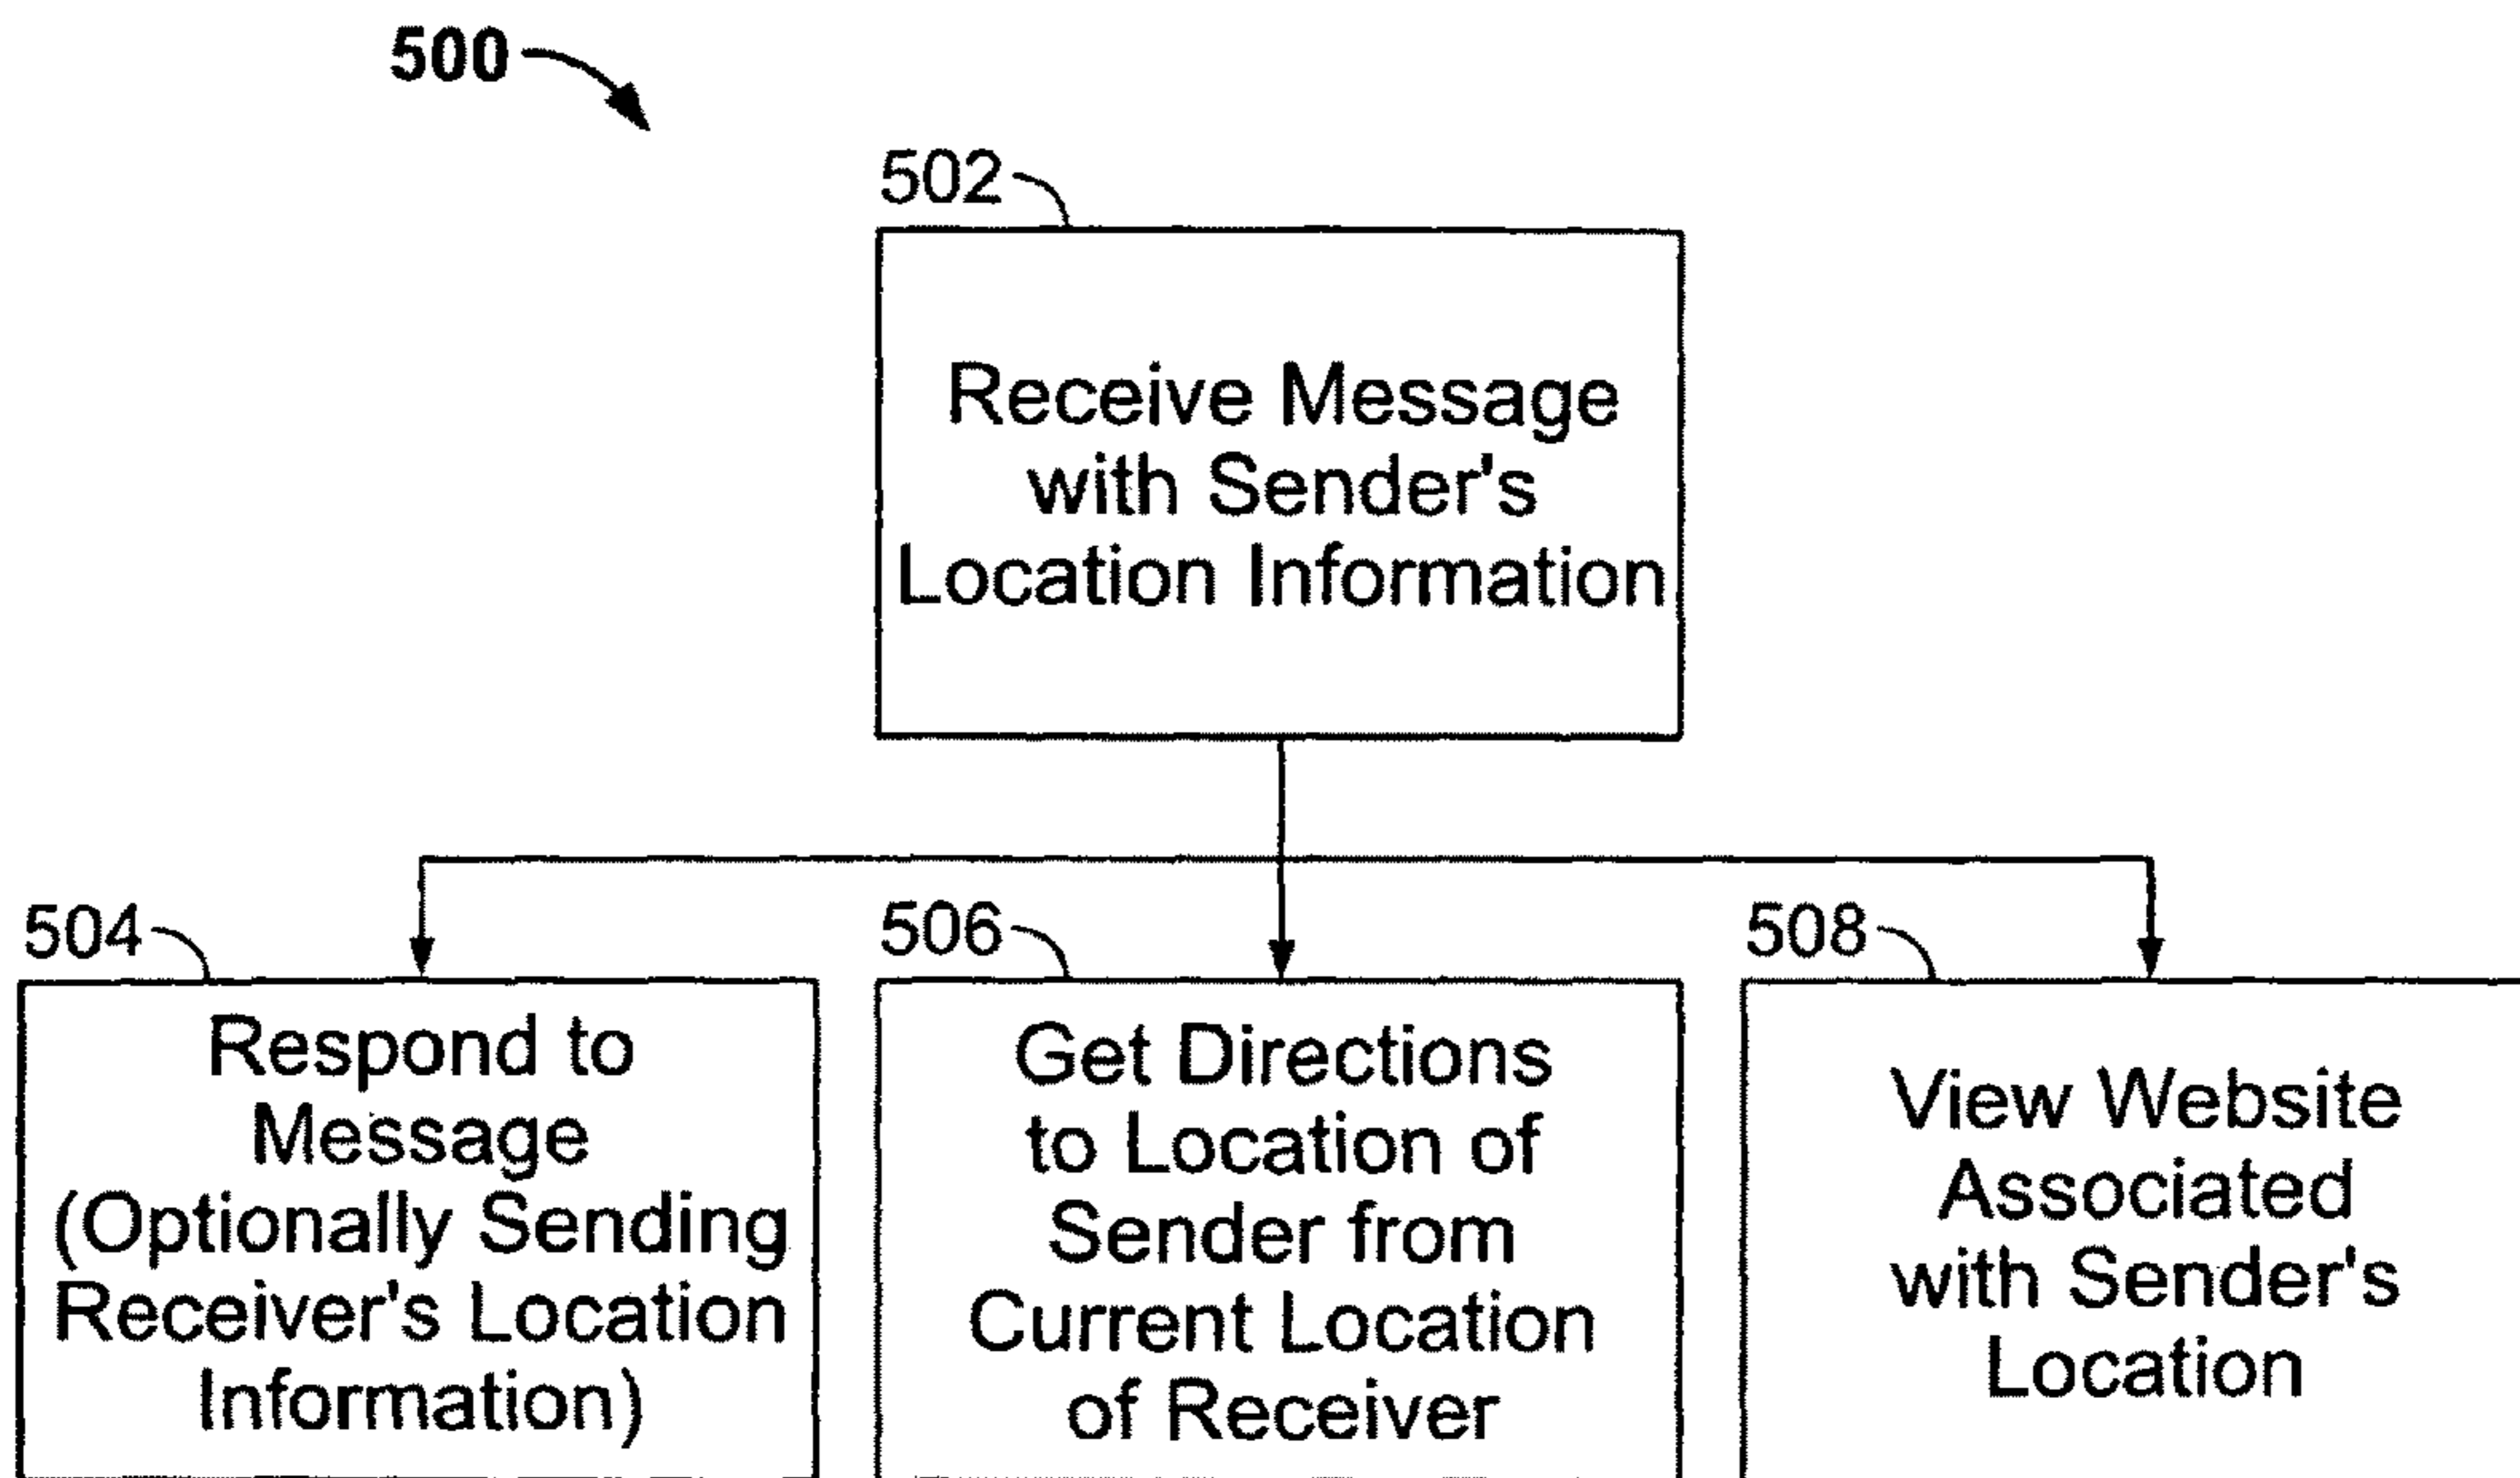 500
502
Receive Message
with Sender's
Location Information
504
Respond to
Message
(Optionally Sending
Receiver's Location
Information)
506
Get Directions
to Location of
Sender from
Current Location
of Receiver
508
View Website
Associated
with Sender's
Location